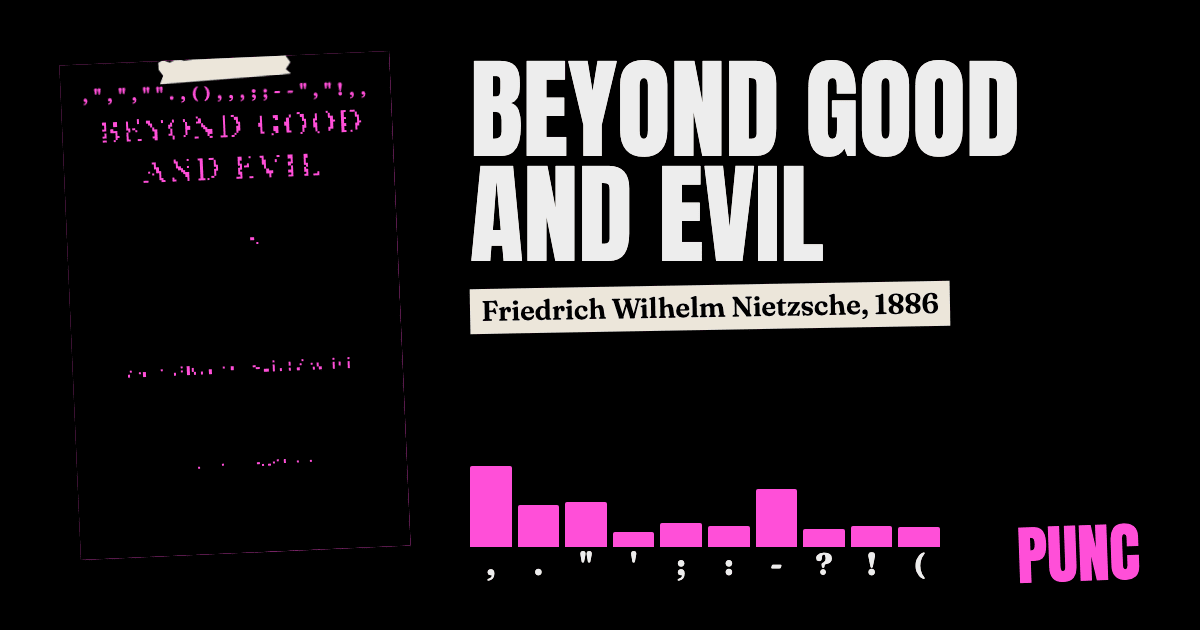 ,",","".,(),,,;;--","!,,
BEYOND GOOD
AND EVIL
BEYOND GOOD
AND EVIL
Friedrich Wilhelm Nietzsche, 1886
, . " ' ; : - ? ! (
PUNC